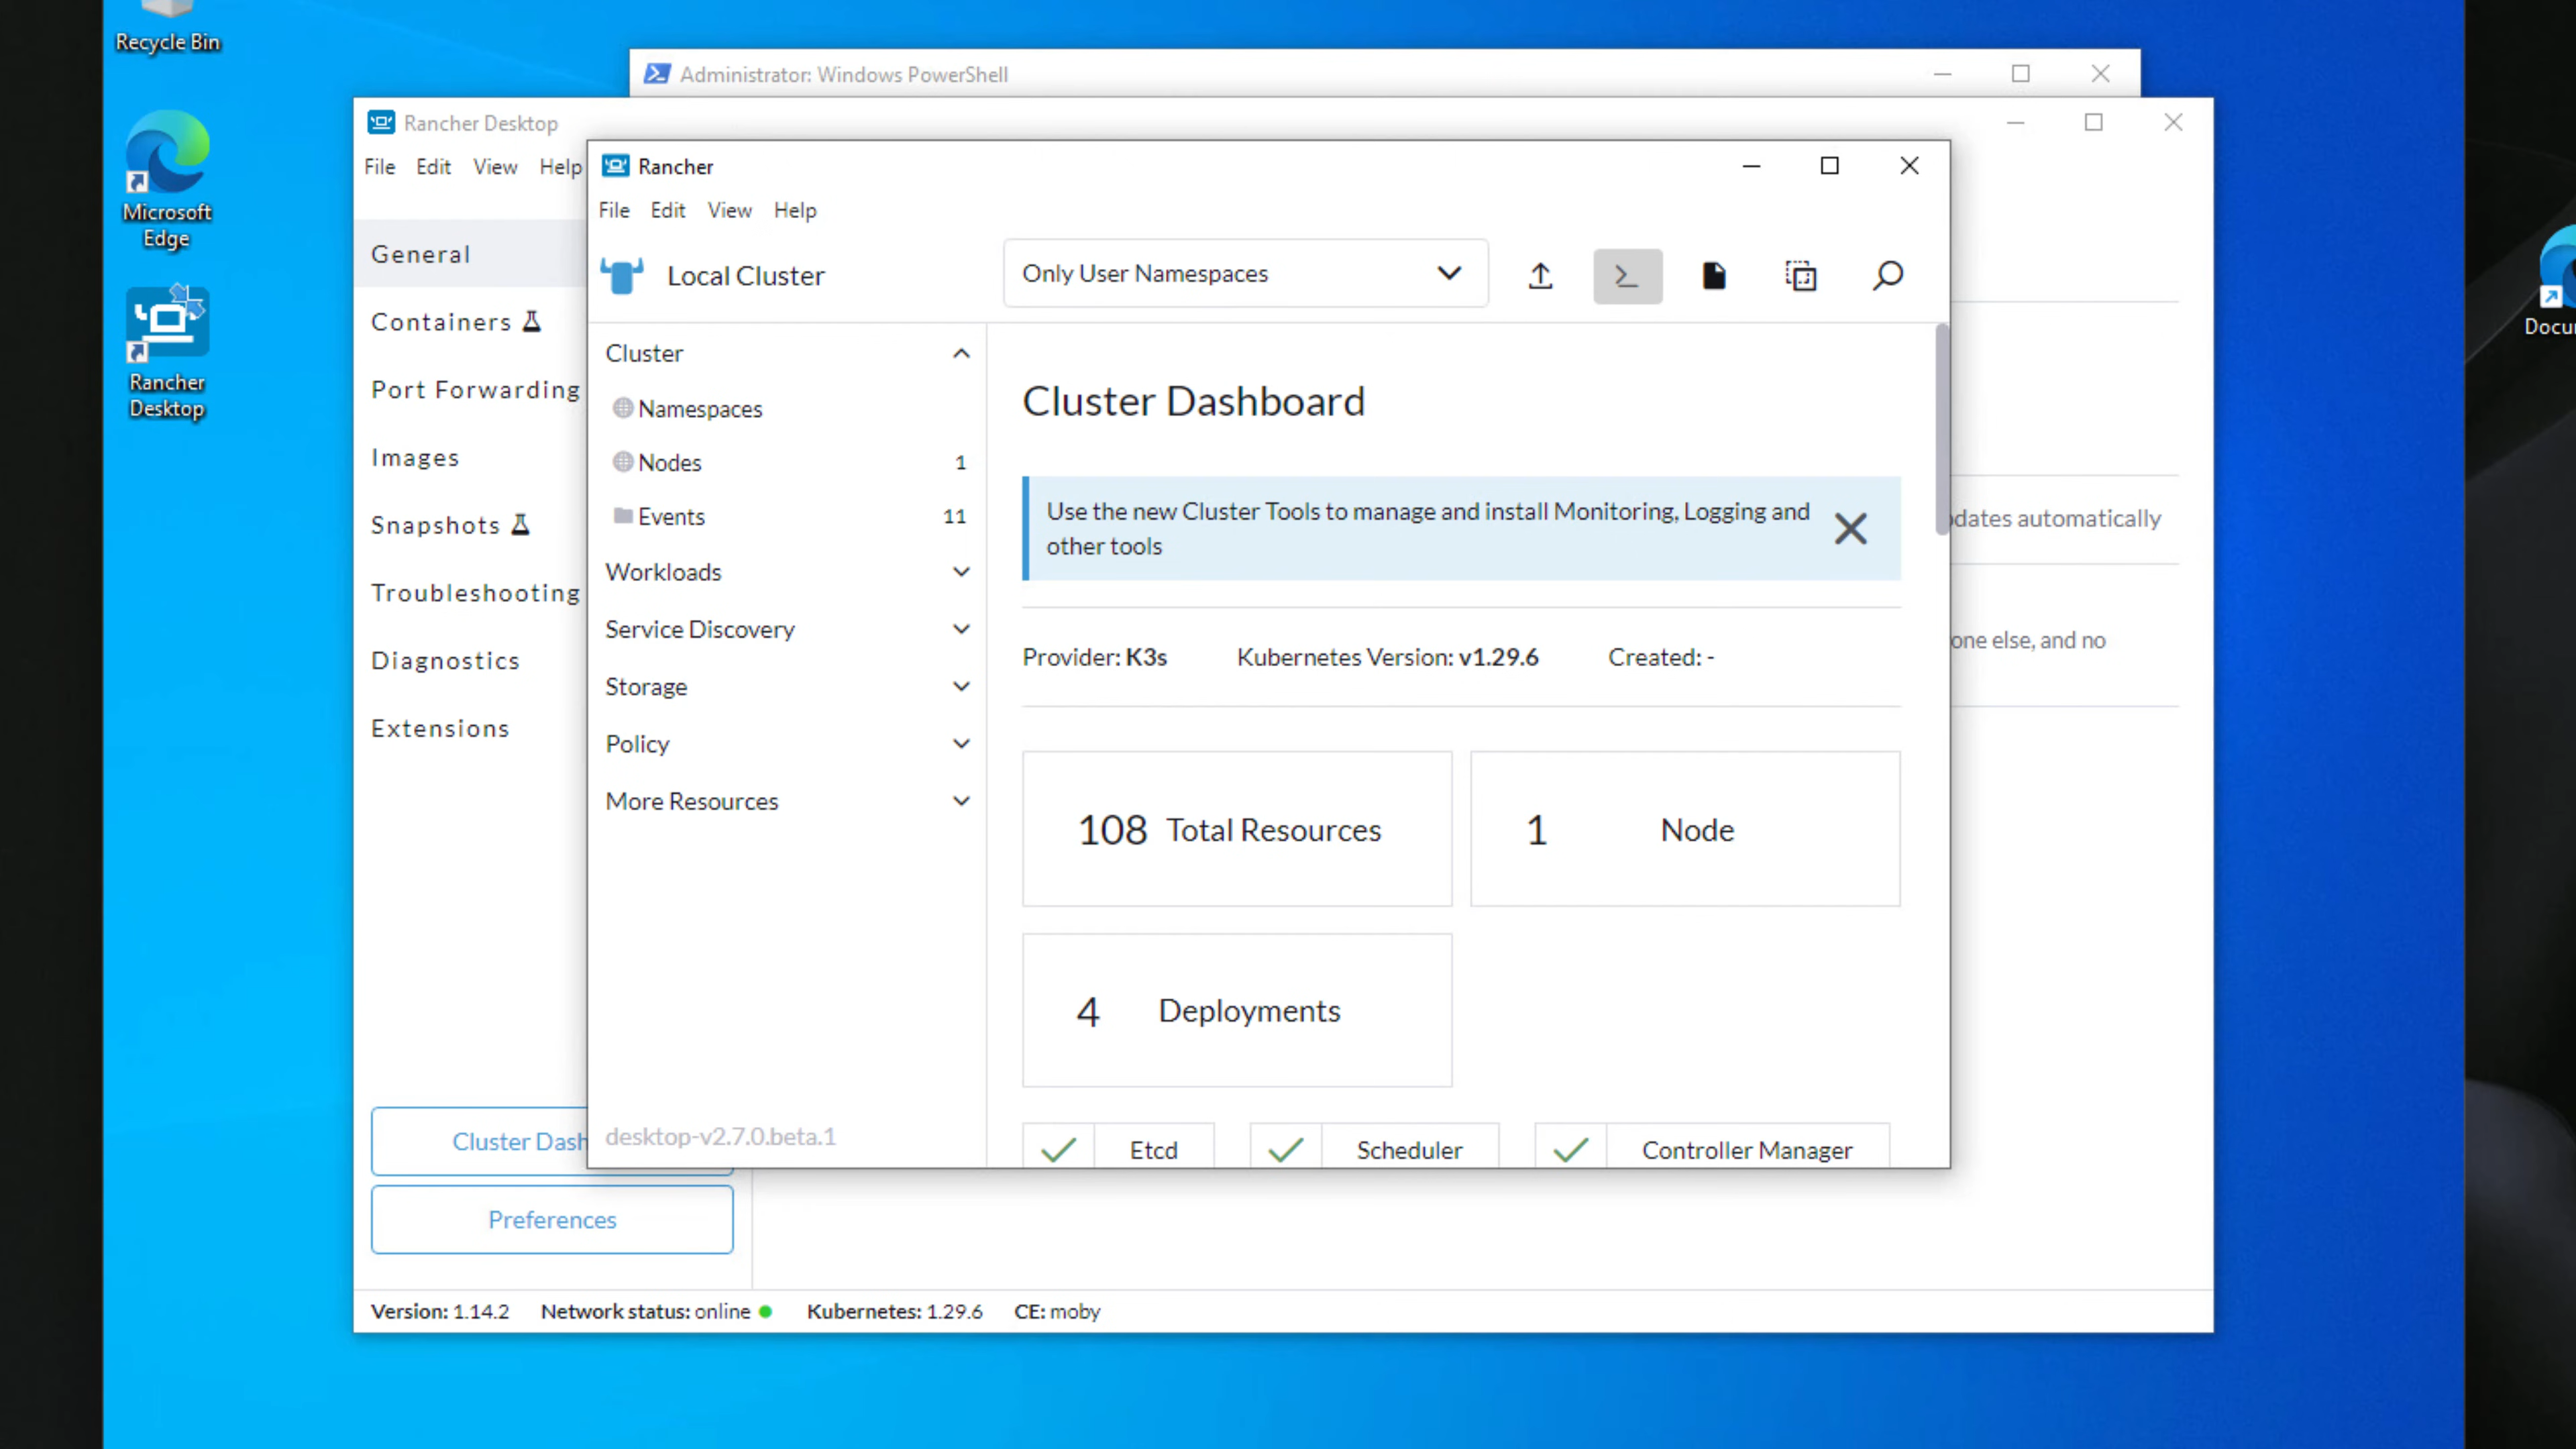 Recycle Bin
Microsoft
Edge
Rancher
Desktop
Administrator: Windows PowerShell
Rancher Desktop
File Edit View Help
General
Containers
Port Forwarding
Images
Snapshots
Troubleshooting
Diagnostics
Extensions
Cluster Dash
Preferences
Version: 1.14.2 Network status: online Kubernetes: 1.29.6 CE: moby
Rancher
File Edit View Help
Local Cluster
Only User Namespaces
Cluster
Namespaces
Nodes 1
Events 11
Workloads
Service Discovery
Storage
Policy
More Resources
desktop-v2.7.0.beta.1
Cluster Dashboard
Use the new Cluster Tools to manage and install Monitoring, Logging and
other tools
Provider: K3s Kubernetes Version: v1.29.6 Created: -
108 Total Resources
1 Node
4 Deployments
Etcd Scheduler Controller Manager
dates automatically
one else, and no
Docu